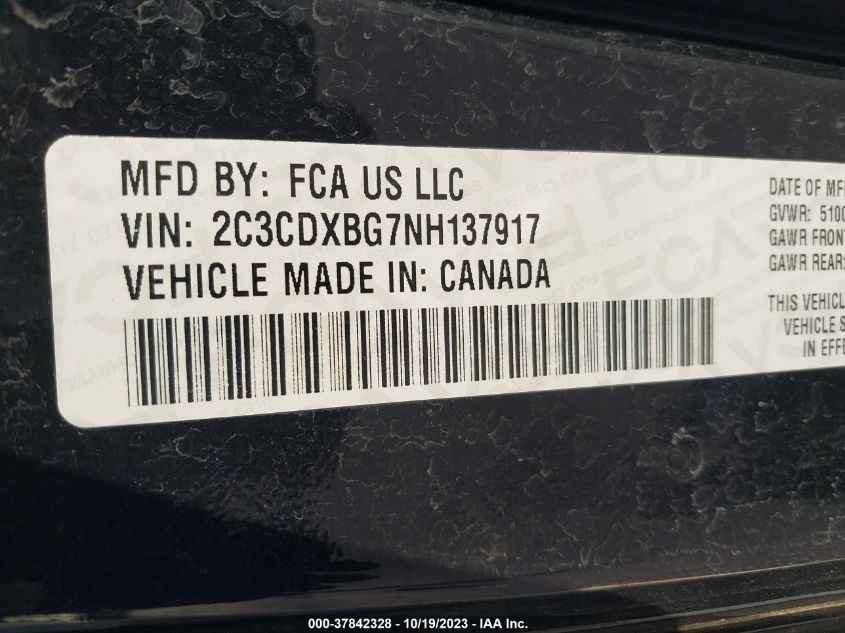 MFD BY: FCA US LLC
VIN: 2C3CDXBG7NH137917
VEHICLE MADE IN: CANADA
DATE OF MF
GVWR: 5100
GAWR FRONT
GAWR REAR:
THIS VEHICL
VEHICLE S
IN EFFE
000-37842328 - 10/19/2023 - IAA Inc.